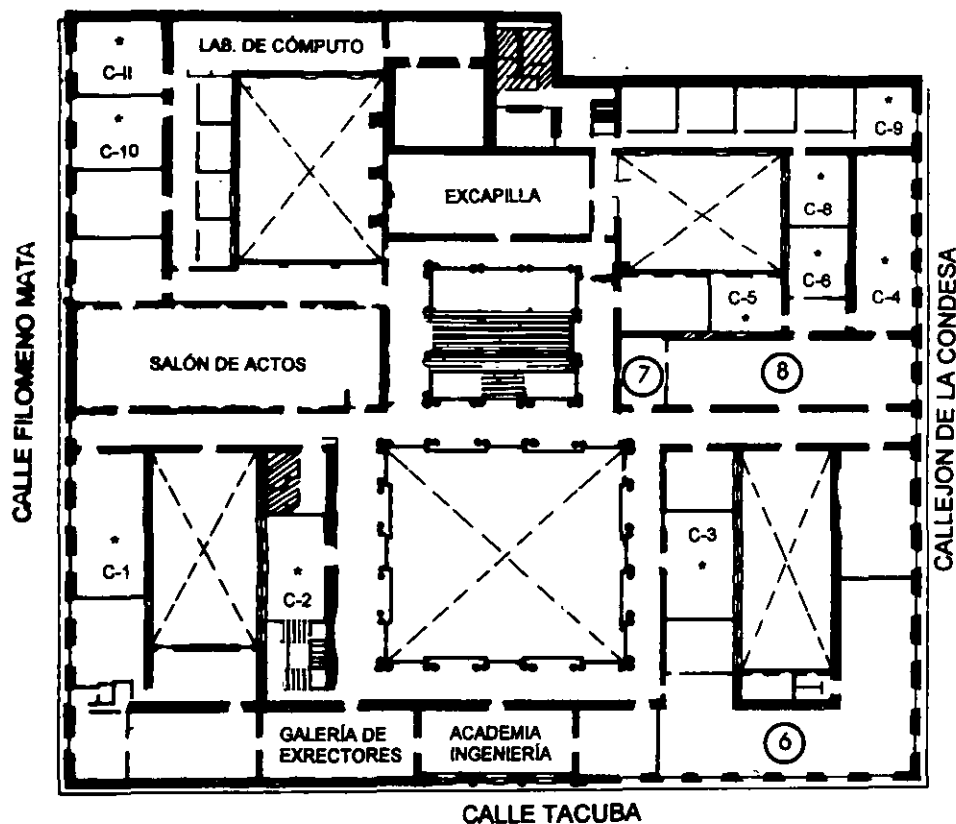 LAB. DE CÓMPUTO
*
C-11
*
C-10
*
C-9
EXCAPILLA
*
C-8
*
C-6
*
C-4
C-5
*
CALLE FILOMENO MATA
SALÓN DE ACTOS
7
8
CALLEJON DE LA CONDESA
*
C-1
*
C-2
C-3
*
GALERÍA DE
EXRECTORES
ACADEMIA
INGENIERÍA
6
CALLE TACUBA